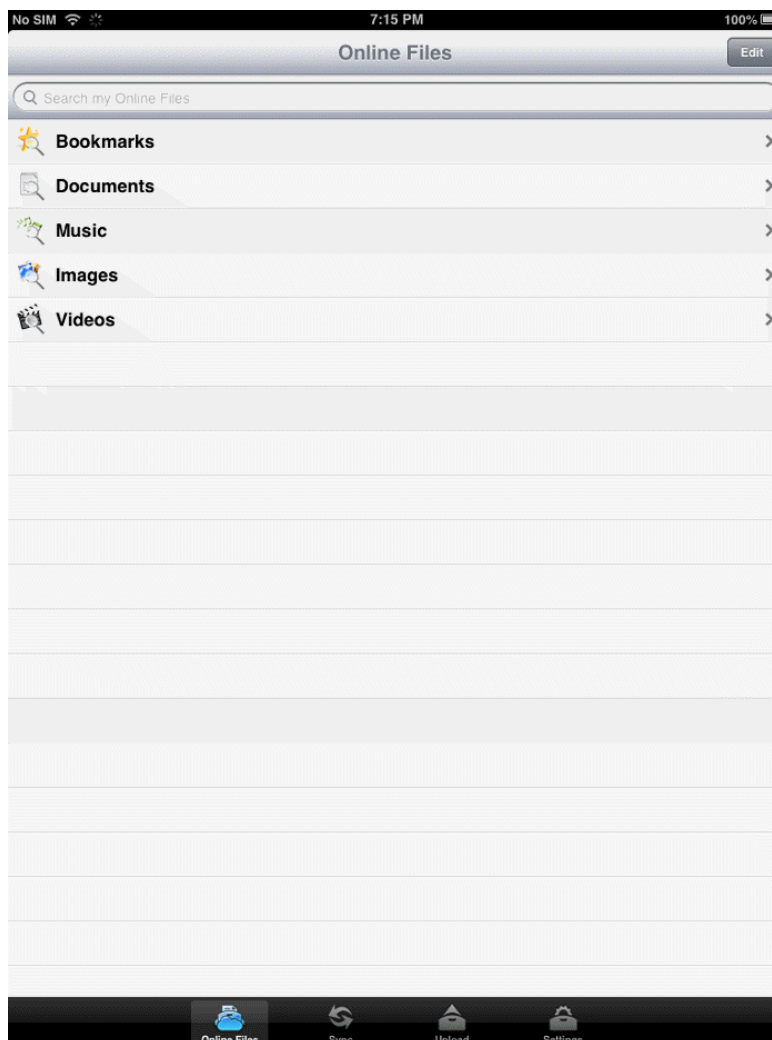 No SIM 7:15 PM 100%
Online Files Edit
Search my Online Files
Bookmarks
Documents
Music
Images
Videos
Online Files Sync Upload Settings